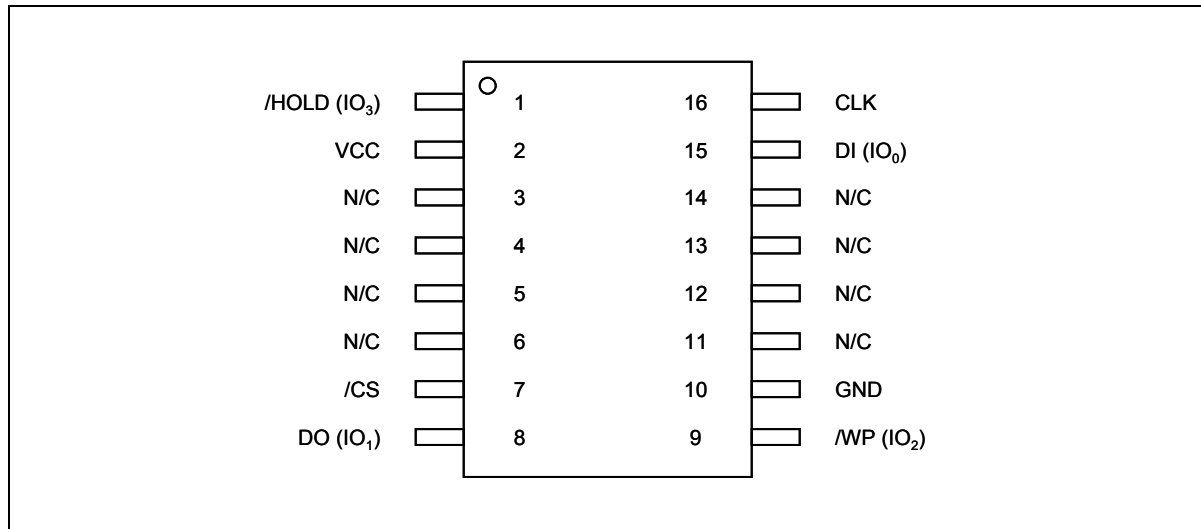 /HOLD (IO₃) 1 16 CLK
VCC 2 15 DI (IO₀)
N/C 3 14 N/C
N/C 4 13 N/C
N/C 5 12 N/C
N/C 6 11 N/C
/CS 7 10 GND
DO (IO₁) 8 9 /WP (IO₂)